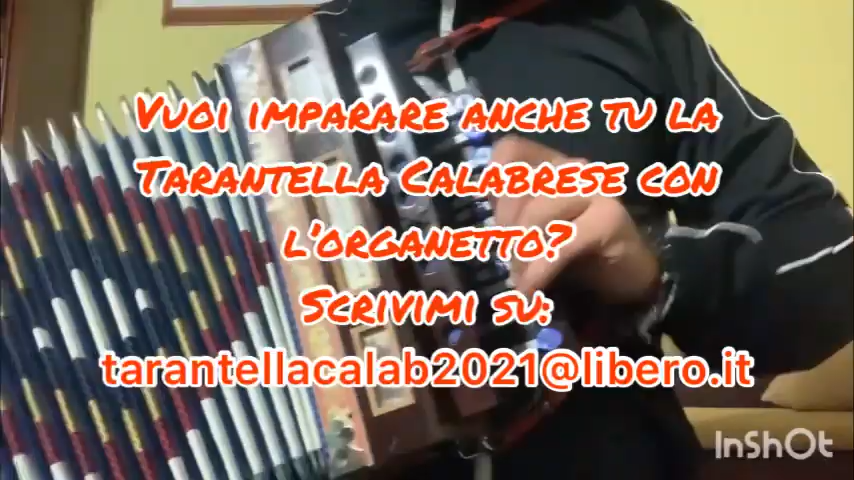 Vuoi imparare anche tu la
Tarantella Calabrese con
l'organetto?
Scrivimi su:
tarantellacalab2021@libero.it
InShOt